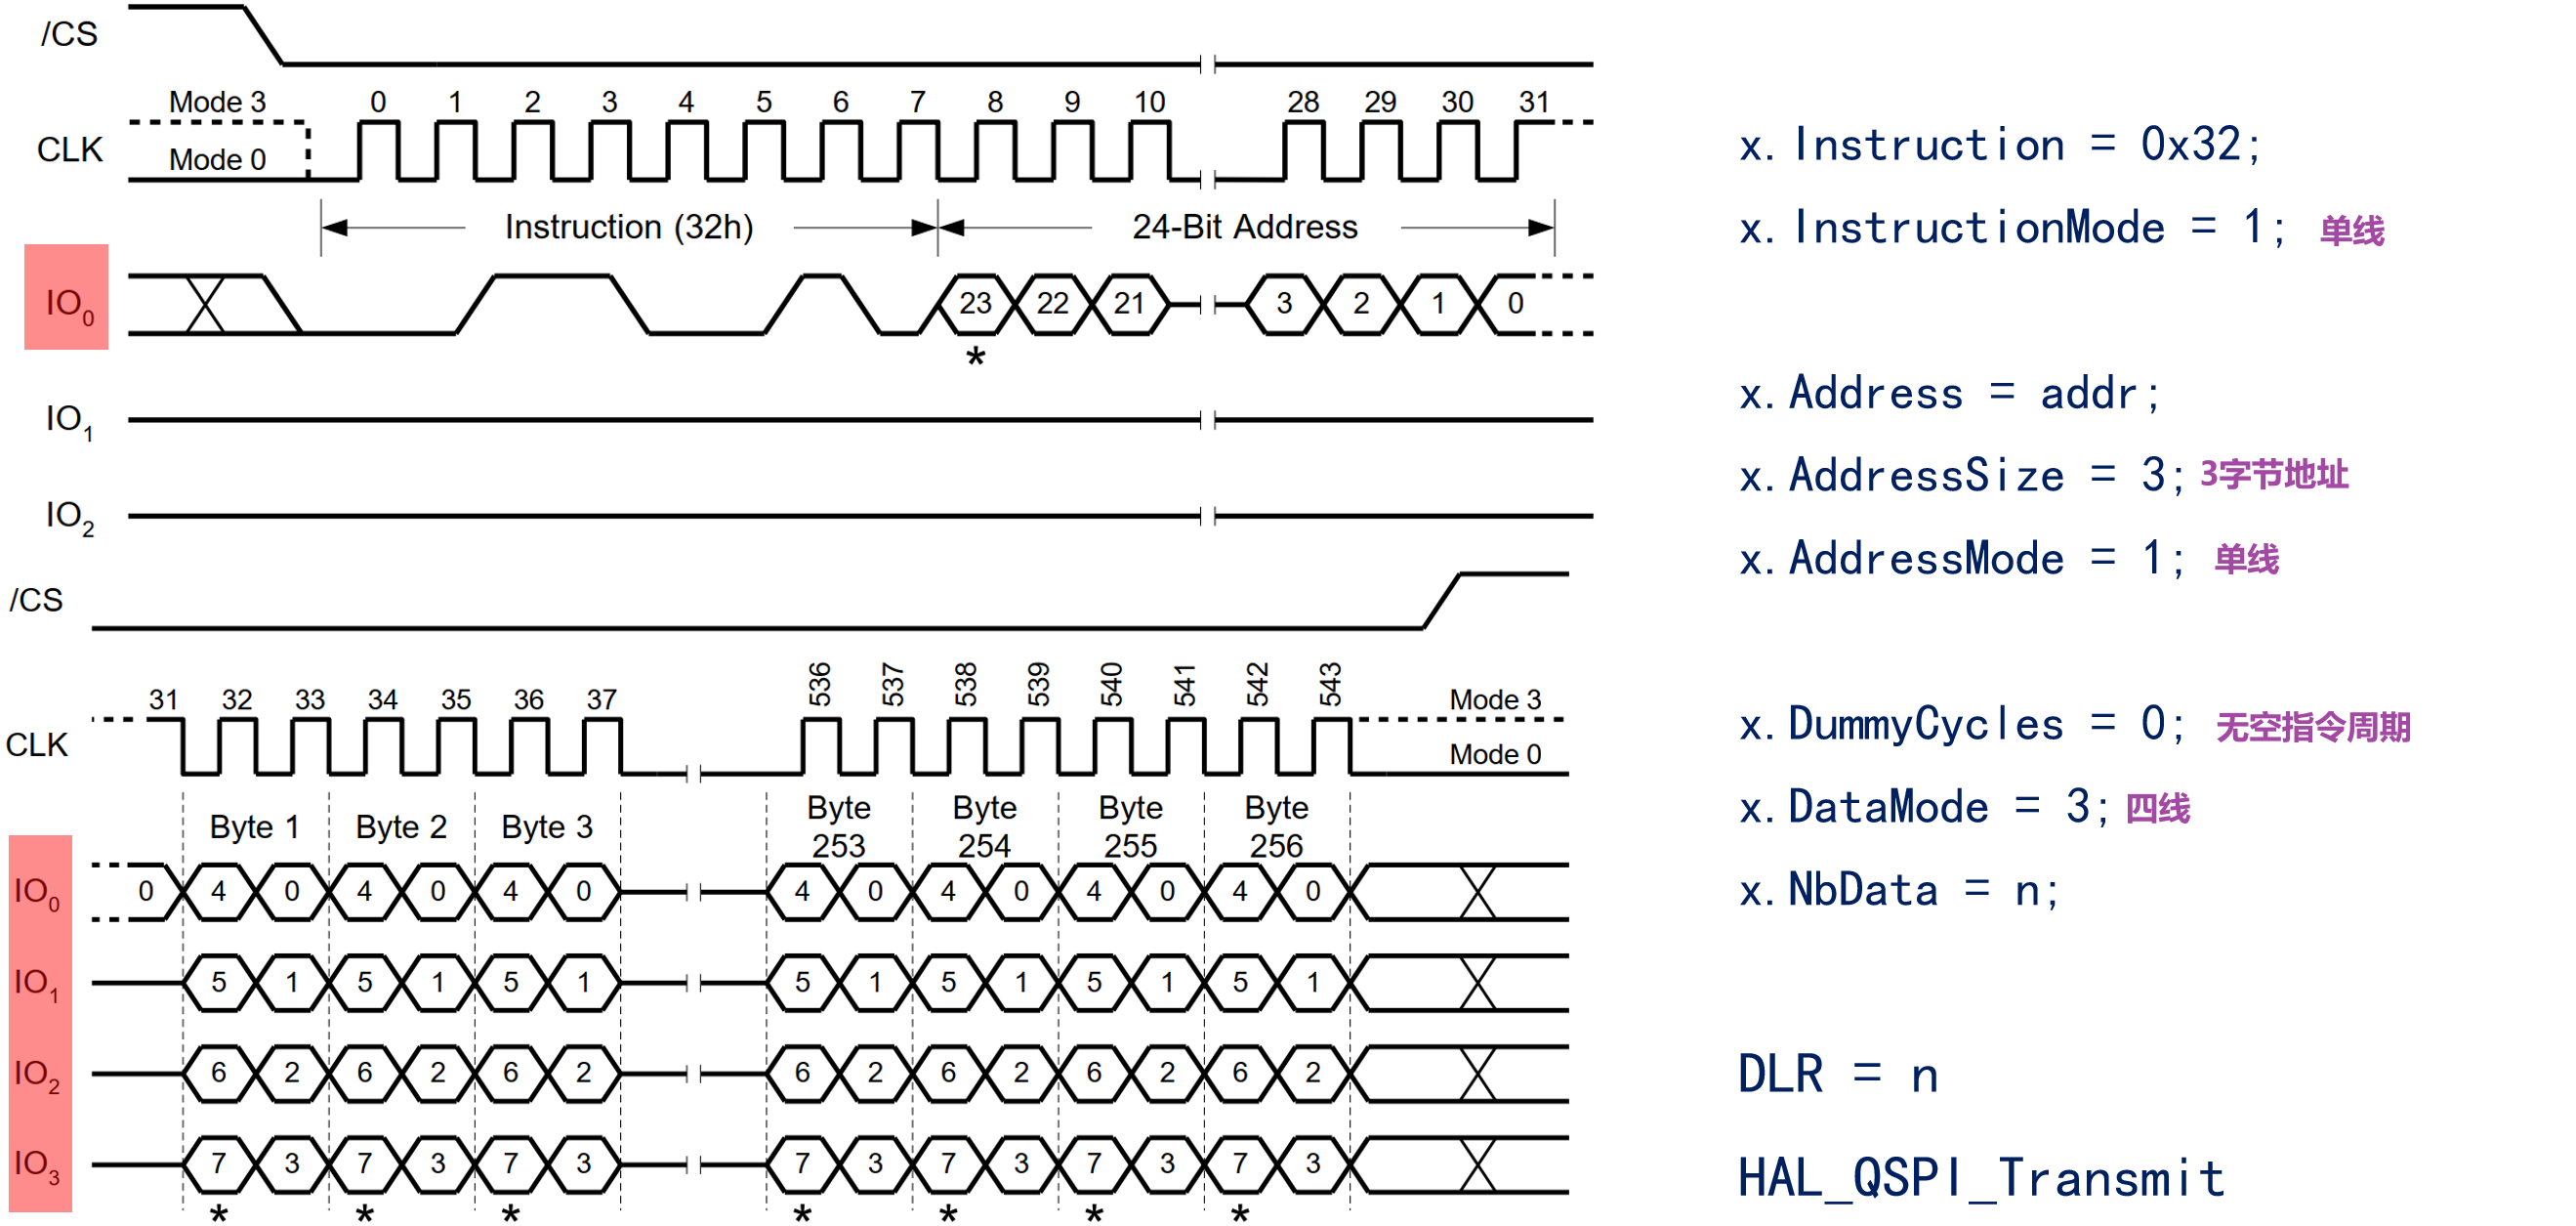 /CS
Mode 3
0 1 2 3 4 5 6 7 8 9 10 28 29 30 31
CLK
Mode 0
Instruction (32h)
24-Bit Address
IO0
23 22 21 3 2 1 0
*
IO1
IO2
/CS
31 32 33 34 35 36 37 536 537 538 539 540 541 542 543
Mode 3
CLK
Mode 0
Byte 1 Byte 2 Byte 3
Byte 253
Byte 254
Byte 255
Byte 256
IO0
0 4 0 4 0 4 0 4 0 4 0 4 0 4 0
IO1
5 1 5 1 5 1 5 1 5 1 5 1 5 1
IO2
6 2 6 2 6 2 6 2 6 2 6 2 6 2
IO3
7 3 7 3 7 3 7 3 7 3 7 3 7 3
* * * * * * *
x.Instruction = 0x32;
x.InstructionMode = 1; 单线
x.Address = addr;
x.AddressSize = 3; 3字节地址
x.AddressMode = 1; 单线
x.DummyCycles = 0; 无空指令周期
x.DataMode = 3; 四线
x.NbData = n;
DLR = n
HAL_QSPI_Transmit